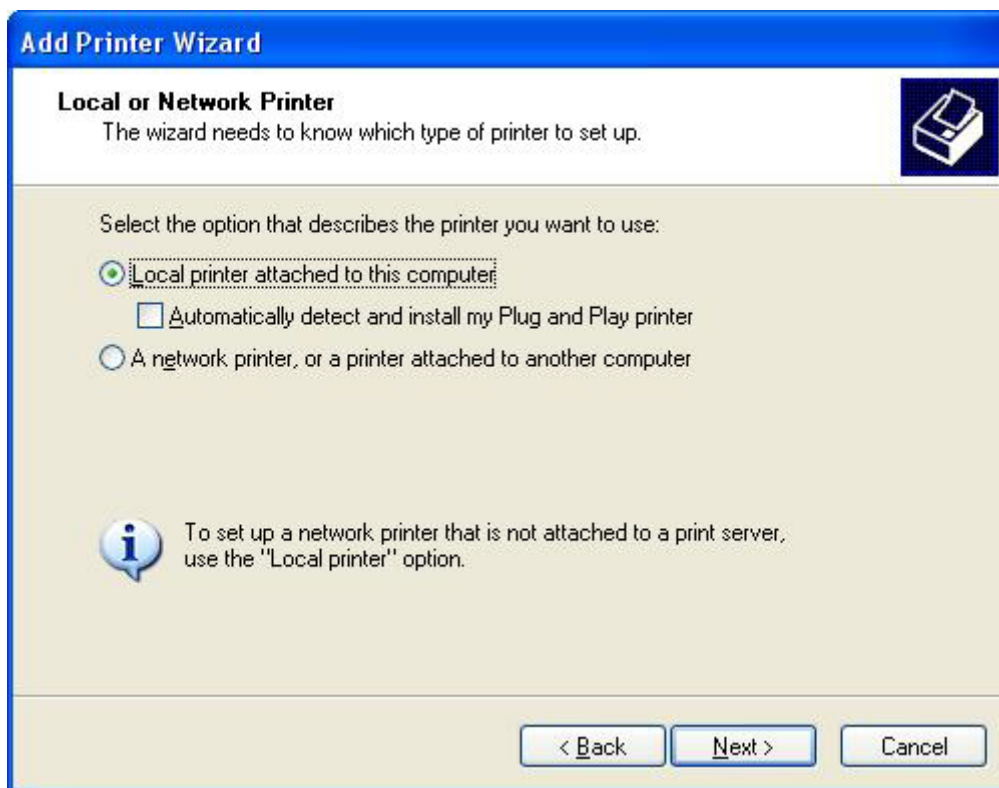 Add Printer Wizard
Local or Network Printer
The wizard needs to know which type of printer to set up.
Select the option that describes the printer you want to use:
Local printer attached to this computer
Automatically detect and install my Plug and Play printer
A network printer, or a printer attached to another computer
To set up a network printer that is not attached to a print server,
use the "Local printer" option.
< Back
Next >
Cancel